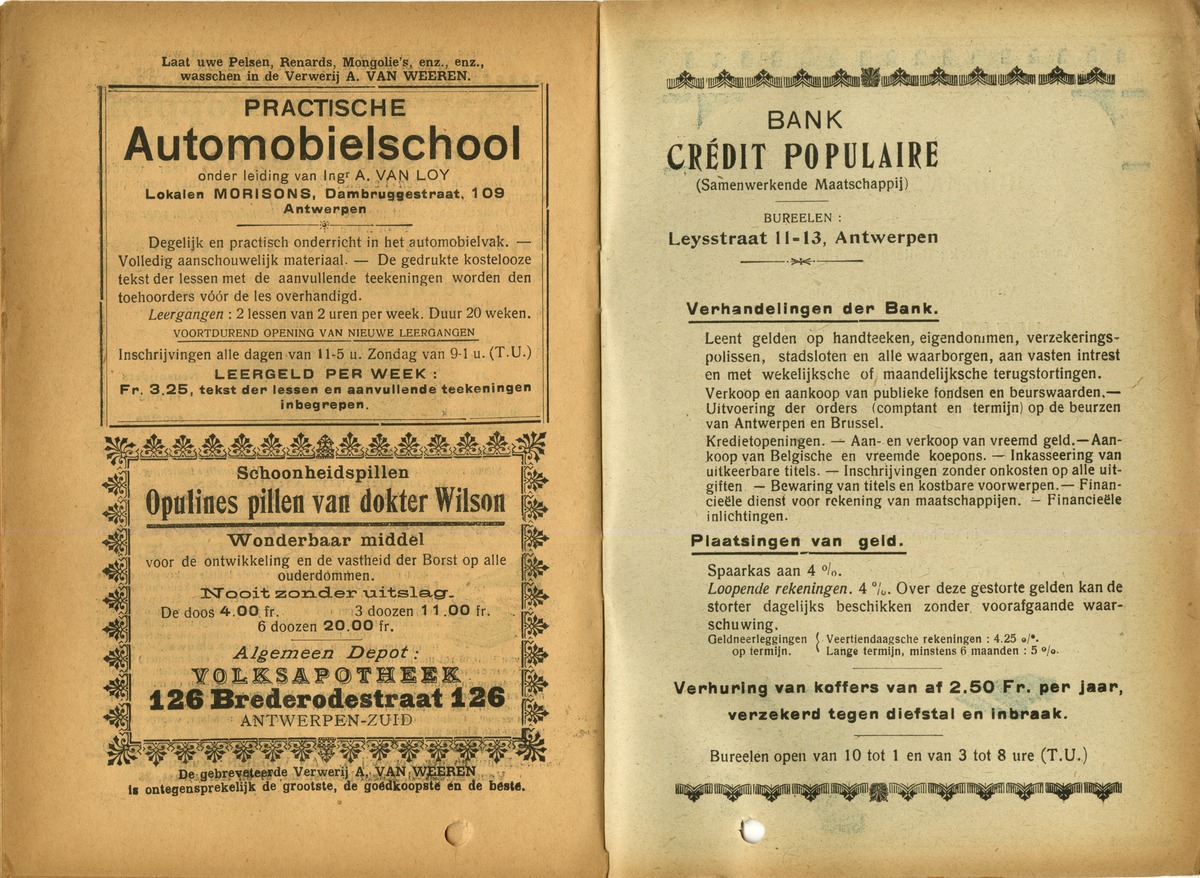 Laat uwe Pelsen, Renards, Mongolie's, enz., enz.,
wasschen in de Verwerij A. VAN WEEREN.
PRACTISCHE
Automobielschool
onder leiding van Ingr A. VAN LOY
Lokalen MORISONS, Dambruggestraat, 109
Antwerpen
Degelijk en practisch onderricht in het automobielvak. —
Volledig aanschouwelijk materiaal. — De gedrukte kostelooze
tekst der lessen met de aanvullende teekeningen worden den
toehoorders vóór de les overhandigd.
Leergangen : 2 lessen van 2 uren per week. Duur 20 weken.
VOORTDUREND OPENING VAN NIEUWE LEERGANGEN
Inschrijvingen alle dagen van 11-5 u. Zondag van 9-1 u. (T.U.)
LEERGELD PER WEEK :
Fr. 3.25, tekst der lessen en aanvullende teekeningen
inbegrepen.
Schoonheidspillen
Opulines pillen van dokter Wilson
Wonderbaar middel
voor de ontwikkeling en de vastheid der Borst op alle
ouderdommen.
Nooit zonder uitslag.
De doos 4.00 fr. 3 doozen 11.00 fr.
6 doozen 20.00 fr.
Algemeen Depot :
VOLKSAPOTHEEK
126 Brederodestraat 126
ANTWERPEN-ZUID
De gebreveteerde Verwerij A. VAN WEEREN
is ontegensprekelijk de grootste, de goedkoopste en de beste.
BANK
CRÉDIT POPULAIRE
(Samenwerkende Maatschappij)
BUREELEN :
Leysstraat 11-13, Antwerpen
Verhandelingen der Bank.
Leent gelden op handteeken, eigendommen, verzekerings-
polissen, stadsloten en alle waarborgen, aan vasten intrest
en met wekelijksche of maandelijksche terugstortingen.
Verkoop en aankoop van publieke fondsen en beurswaarden.—
Uitvoering der orders (comptant en termijn) op de beurzen
van Antwerpen en Brussel.
Kredietopeningen. — Aan- en verkoop van vreemd geld.— Aan-
koop van Belgische en vreemde koepons. — Inkasseering van
uitkeerbare titels. — Inschrijvingen zonder onkosten op alle uit-
giften — Bewaring van titels en kostbare voorwerpen.— Finan-
cieële dienst voor rekening van maatschappijen. — Financieële
inlichtingen.
Plaatsingen van geld.
Spaarkas aan 4 %.
Loopende rekeningen. 4 %. Over deze gestorte gelden kan de
storter dagelijks beschikken zonder voorafgaande waar-
schuwing.
Geldneerleggingen { Veertiendaagsche rekeningen : 4.25 %.
op termijn. { Lange termijn, minstens 6 maanden : 5 %.
Verhuring van koffers van af 2.50 Fr. per jaar,
verzekerd tegen diefstal en inbraak.
Bureelen open van 10 tot 1 en van 3 tot 8 ure (T.U.)